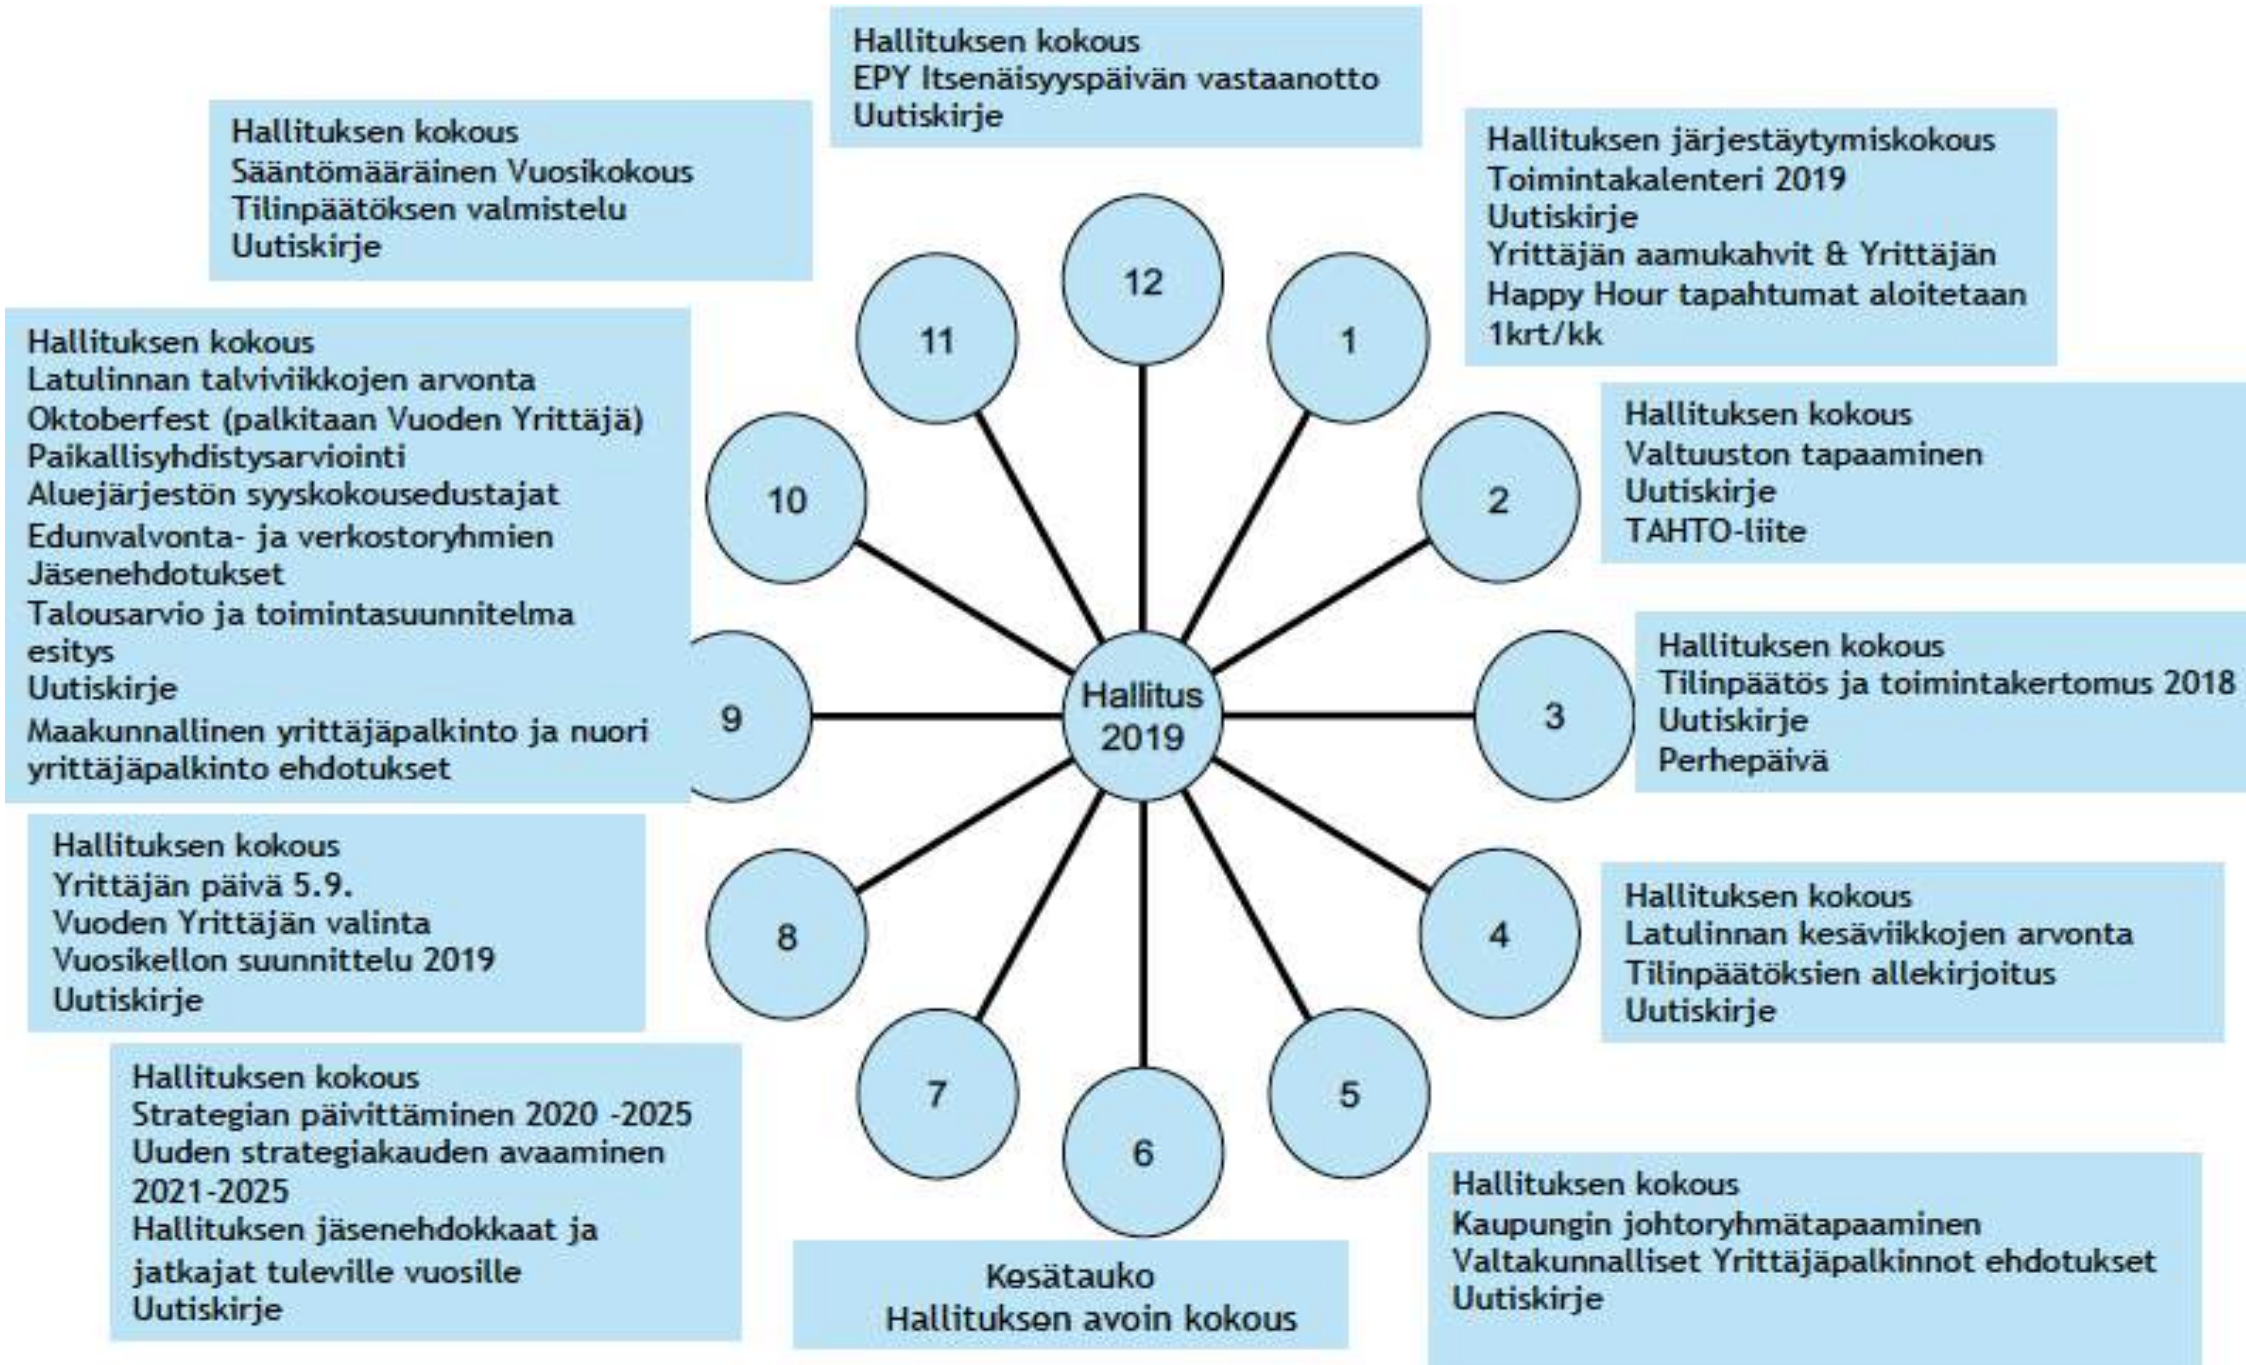 Hallituksen kokous
EPY Itsenäisyyspäivän vastaanotto
Uutiskirje
Hallituksen järjestäytymiskokous
Toimintakalenteri 2019
Uutiskirje
Yrittäjän aamukahvit & Yrittäjän
Happy Hour tapahtumat aloitetaan
1krt/kk
Hallituksen kokous
Valtuuston tapaaminen
Uutiskirje
TAHTO-liite
Hallituksen kokous
Tilinpäätös ja toimintakertomus 2018
Uutiskirje
Perhepäivä
Hallituksen kokous
Latulinnan kesäviikkojen arvonta
Tilinpäätöksien allekirjoitus
Uutiskirje
Hallituksen kokous
Kaupungin johtoryhmätapaaminen
Valtakunnalliset Yrittäjäpalkinnot ehdotukset
Uutiskirje
Kesätauko
Hallituksen avoin kokous
Hallituksen kokous
Strategian päivittäminen 2020 -2025
Uuden strategiakauden avaaminen
2021-2025
Hallituksen jäsenehdokkaat ja
jatkajat tuleville vuosille
Uutiskirje
Hallituksen kokous
Yrittäjän päivä 5.9.
Vuoden Yrittäjän valinta
Vuosikellon suunnittelu 2019
Uutiskirje
Hallituksen kokous
Latulinnan talviviikkojen arvonta
Oktoberfest (palkitaan Vuoden Yrittäjä)
Paikallisyhdistysarviointi
Aluejärjestön syyskokousedustajat
Edunvalvonta- ja verkostoryhmien
Jäsenehdotukset
Talousarvio ja toimintasuunnitelma
esitys
Uutiskirje
Maakunnallinen yrittäjäpalkinto ja nuori
yrittäjäpalkinto ehdotukset
Hallituksen kokous
Sääntömääräinen Vuosikokous
Tilinpäätöksen valmistelu
Uutiskirje
12
1
2
3
4
5
6
7
8
9
10
11
Hallitus
2019